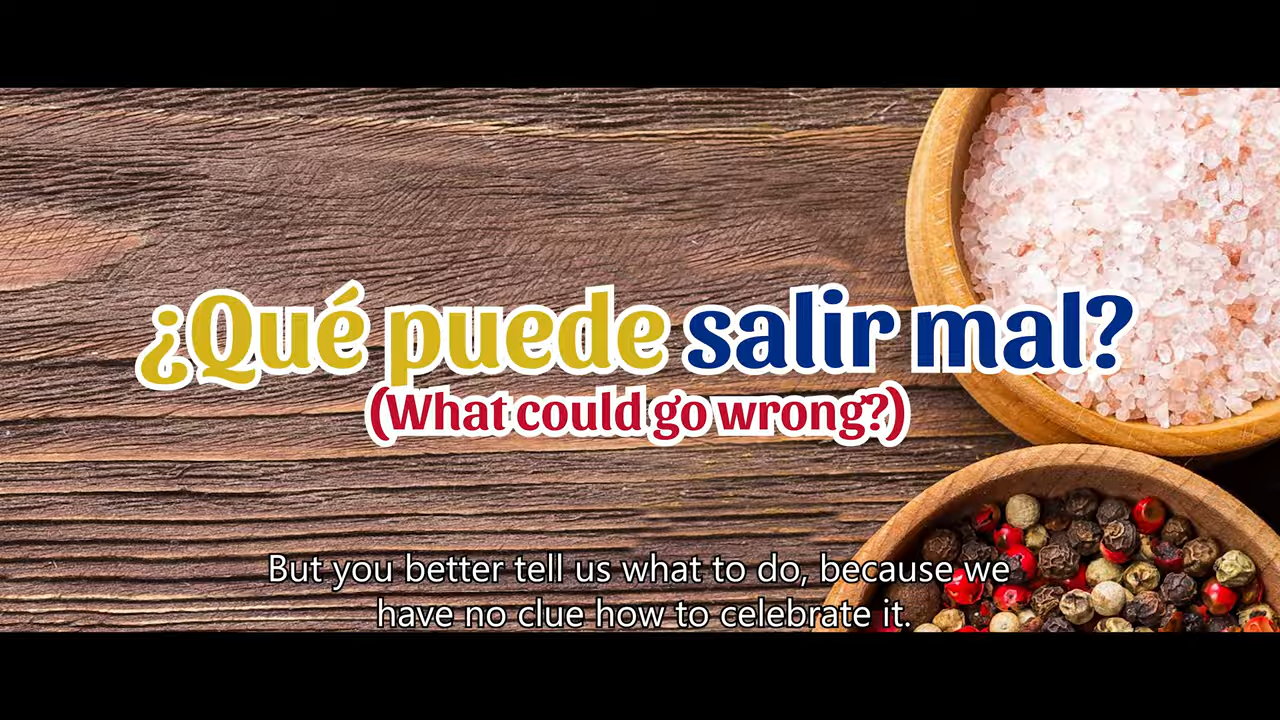 ¿Qué puede salir mal?
(What could go wrong?)
But you better tell us what to do, because we
have no clue how to celebrate it.